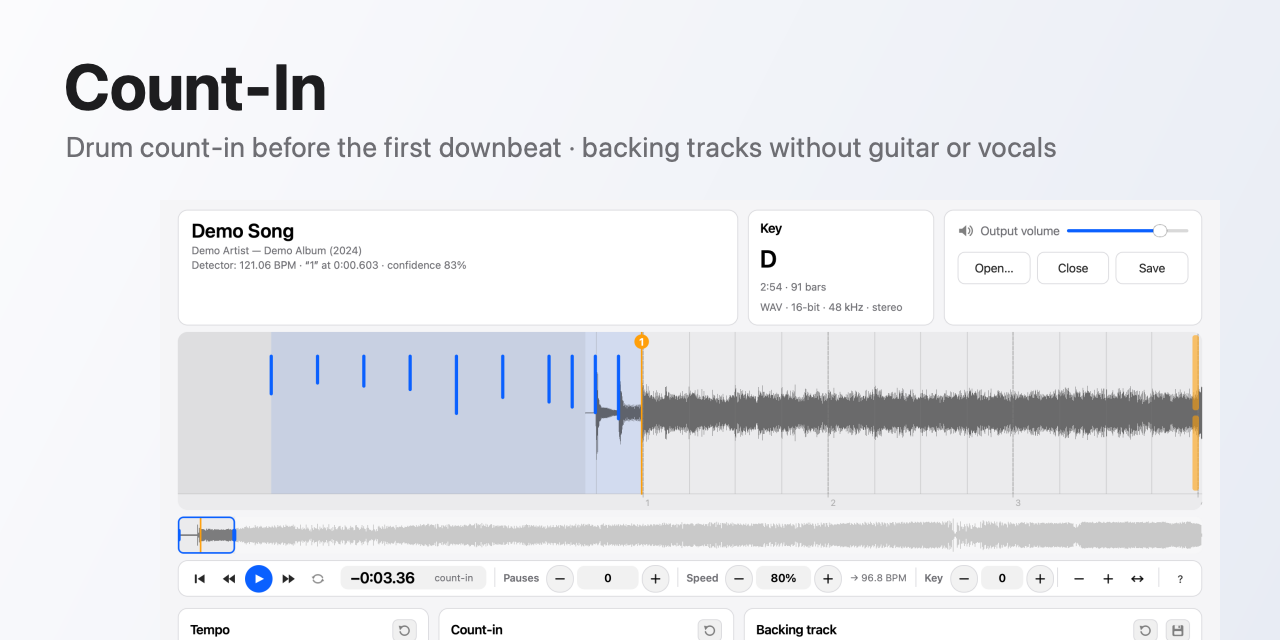 Count-In
Drum count-in before the first downbeat · backing tracks without guitar or vocals
Demo Song
Demo Artist — Demo Album (2024)
Detector: 121.06 BPM · “1” at 0:00.603 · confidence 83%
Key
D
2:54 · 91 bars
WAV · 16-bit · 48 kHz · stereo
Output volume
Open... Close Save
1
1 2 3
−0:03.36 count-in Pauses − 0 + Speed − 80% + → 96.8 BPM Key − 0 + − + ↔ ?
Tempo Count-in Backing track